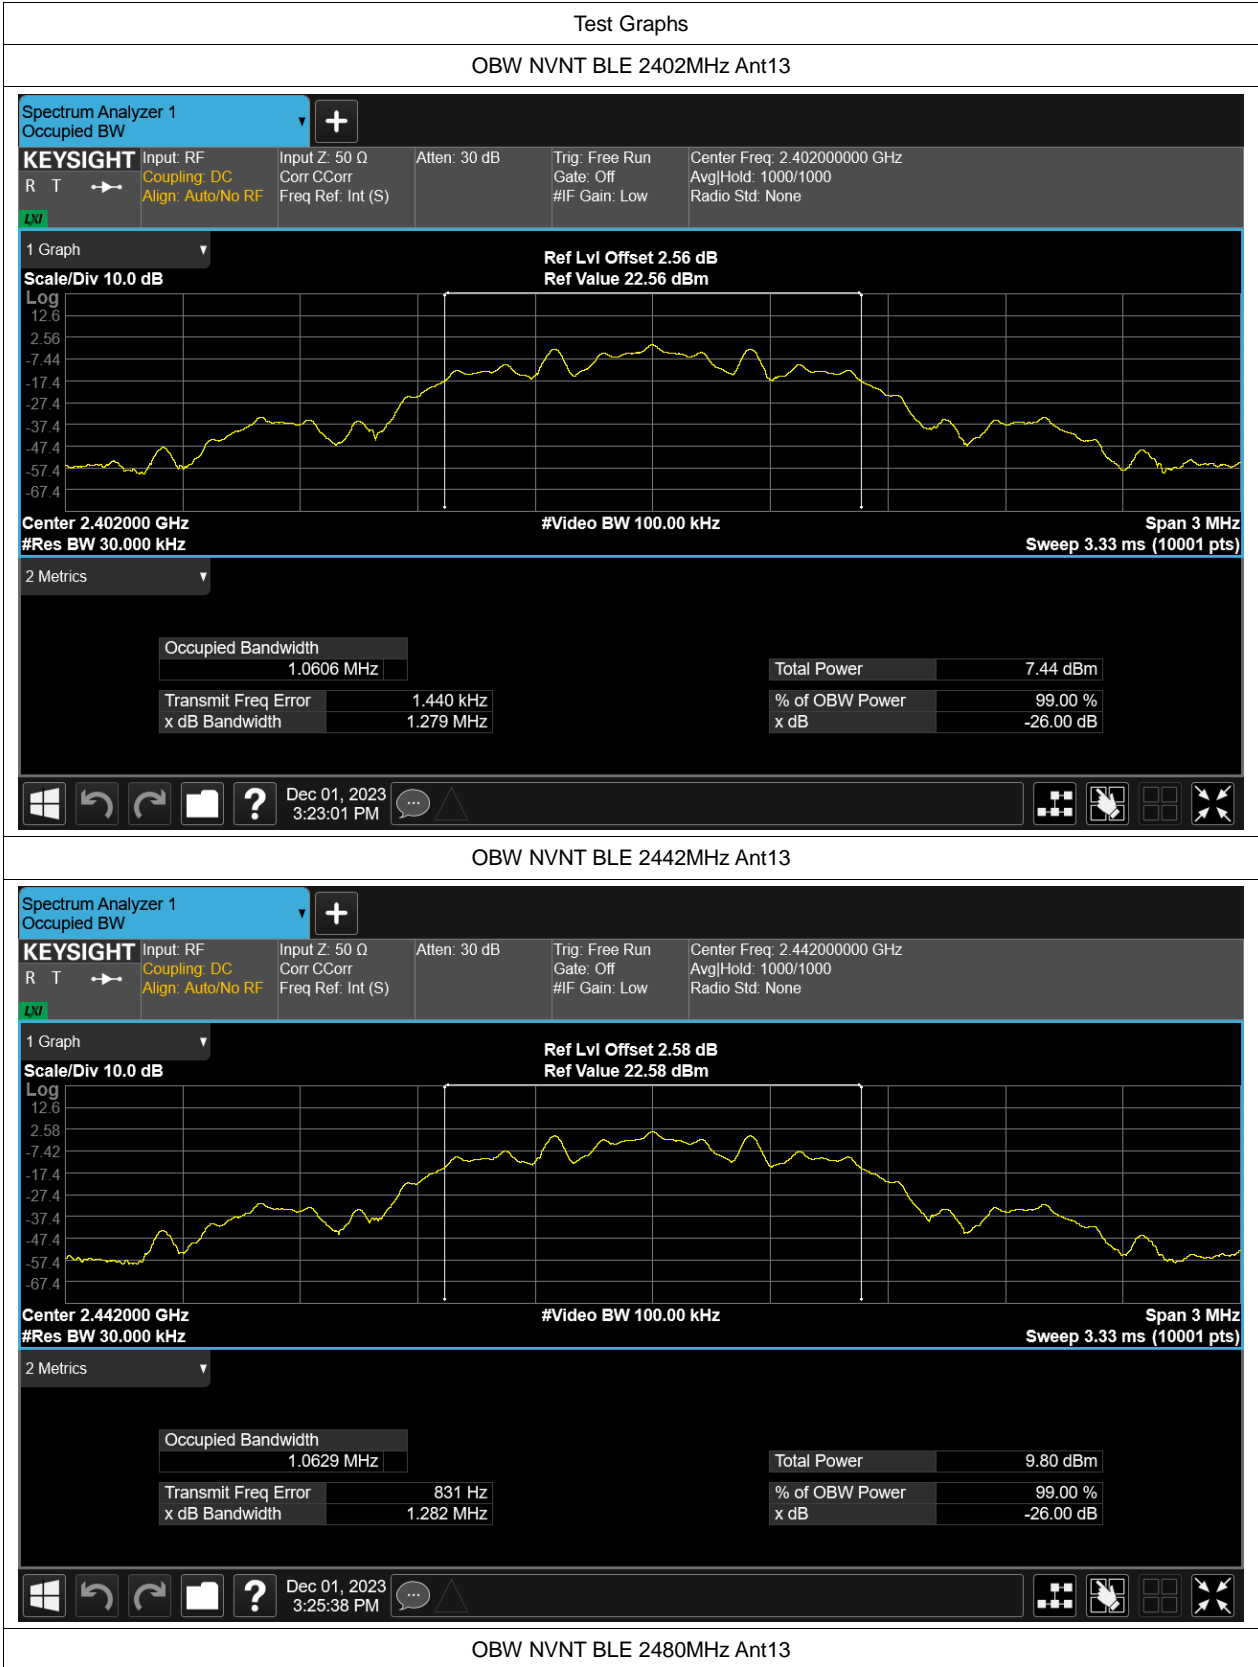 Test Graphs
OBW NVNT BLE 2402MHz Ant13
Spectrum Analyzer 1
Occupied BW
KEYSIGHT Input: RF Input Z: 50 Ω Atten: 30 dB Trig: Free Run Center Freq: 2.402000000 GHz
R T Coupling: DC Corr CCorr Gate: Off Avg|Hold: 1000/1000
Align: Auto/No RF Freq Ref: Int (S) #IF Gain: Low Radio Std: None
LXI
1 Graph
Ref Lvl Offset 2.56 dB
Scale/Div 10.0 dB Ref Value 22.56 dBm
Log
12.6
2.56
-7.44
-17.4
-27.4
-37.4
-47.4
-57.4
-67.4
Center 2.402000 GHz #Video BW 100.00 kHz Span 3 MHz
#Res BW 30.000 kHz Sweep 3.33 ms (10001 pts)
2 Metrics
Occupied Bandwidth
1.0606 MHz Total Power 7.44 dBm
Transmit Freq Error 1.440 kHz % of OBW Power 99.00 %
x dB Bandwidth 1.279 MHz x dB -26.00 dB
Dec 01, 2023
3:23:01 PM
OBW NVNT BLE 2442MHz Ant13
Spectrum Analyzer 1
Occupied BW
KEYSIGHT Input: RF Input Z: 50 Ω Atten: 30 dB Trig: Free Run Center Freq: 2.442000000 GHz
R T Coupling: DC Corr CCorr Gate: Off Avg|Hold: 1000/1000
Align: Auto/No RF Freq Ref: Int (S) #IF Gain: Low Radio Std: None
LXI
1 Graph
Ref Lvl Offset 2.58 dB
Scale/Div 10.0 dB Ref Value 22.58 dBm
Log
12.6
2.58
-7.42
-17.4
-27.4
-37.4
-47.4
-57.4
-67.4
Center 2.442000 GHz #Video BW 100.00 kHz Span 3 MHz
#Res BW 30.000 kHz Sweep 3.33 ms (10001 pts)
2 Metrics
Occupied Bandwidth
1.0629 MHz Total Power 9.80 dBm
Transmit Freq Error 831 Hz % of OBW Power 99.00 %
x dB Bandwidth 1.282 MHz x dB -26.00 dB
Dec 01, 2023
3:25:38 PM
OBW NVNT BLE 2480MHz Ant13